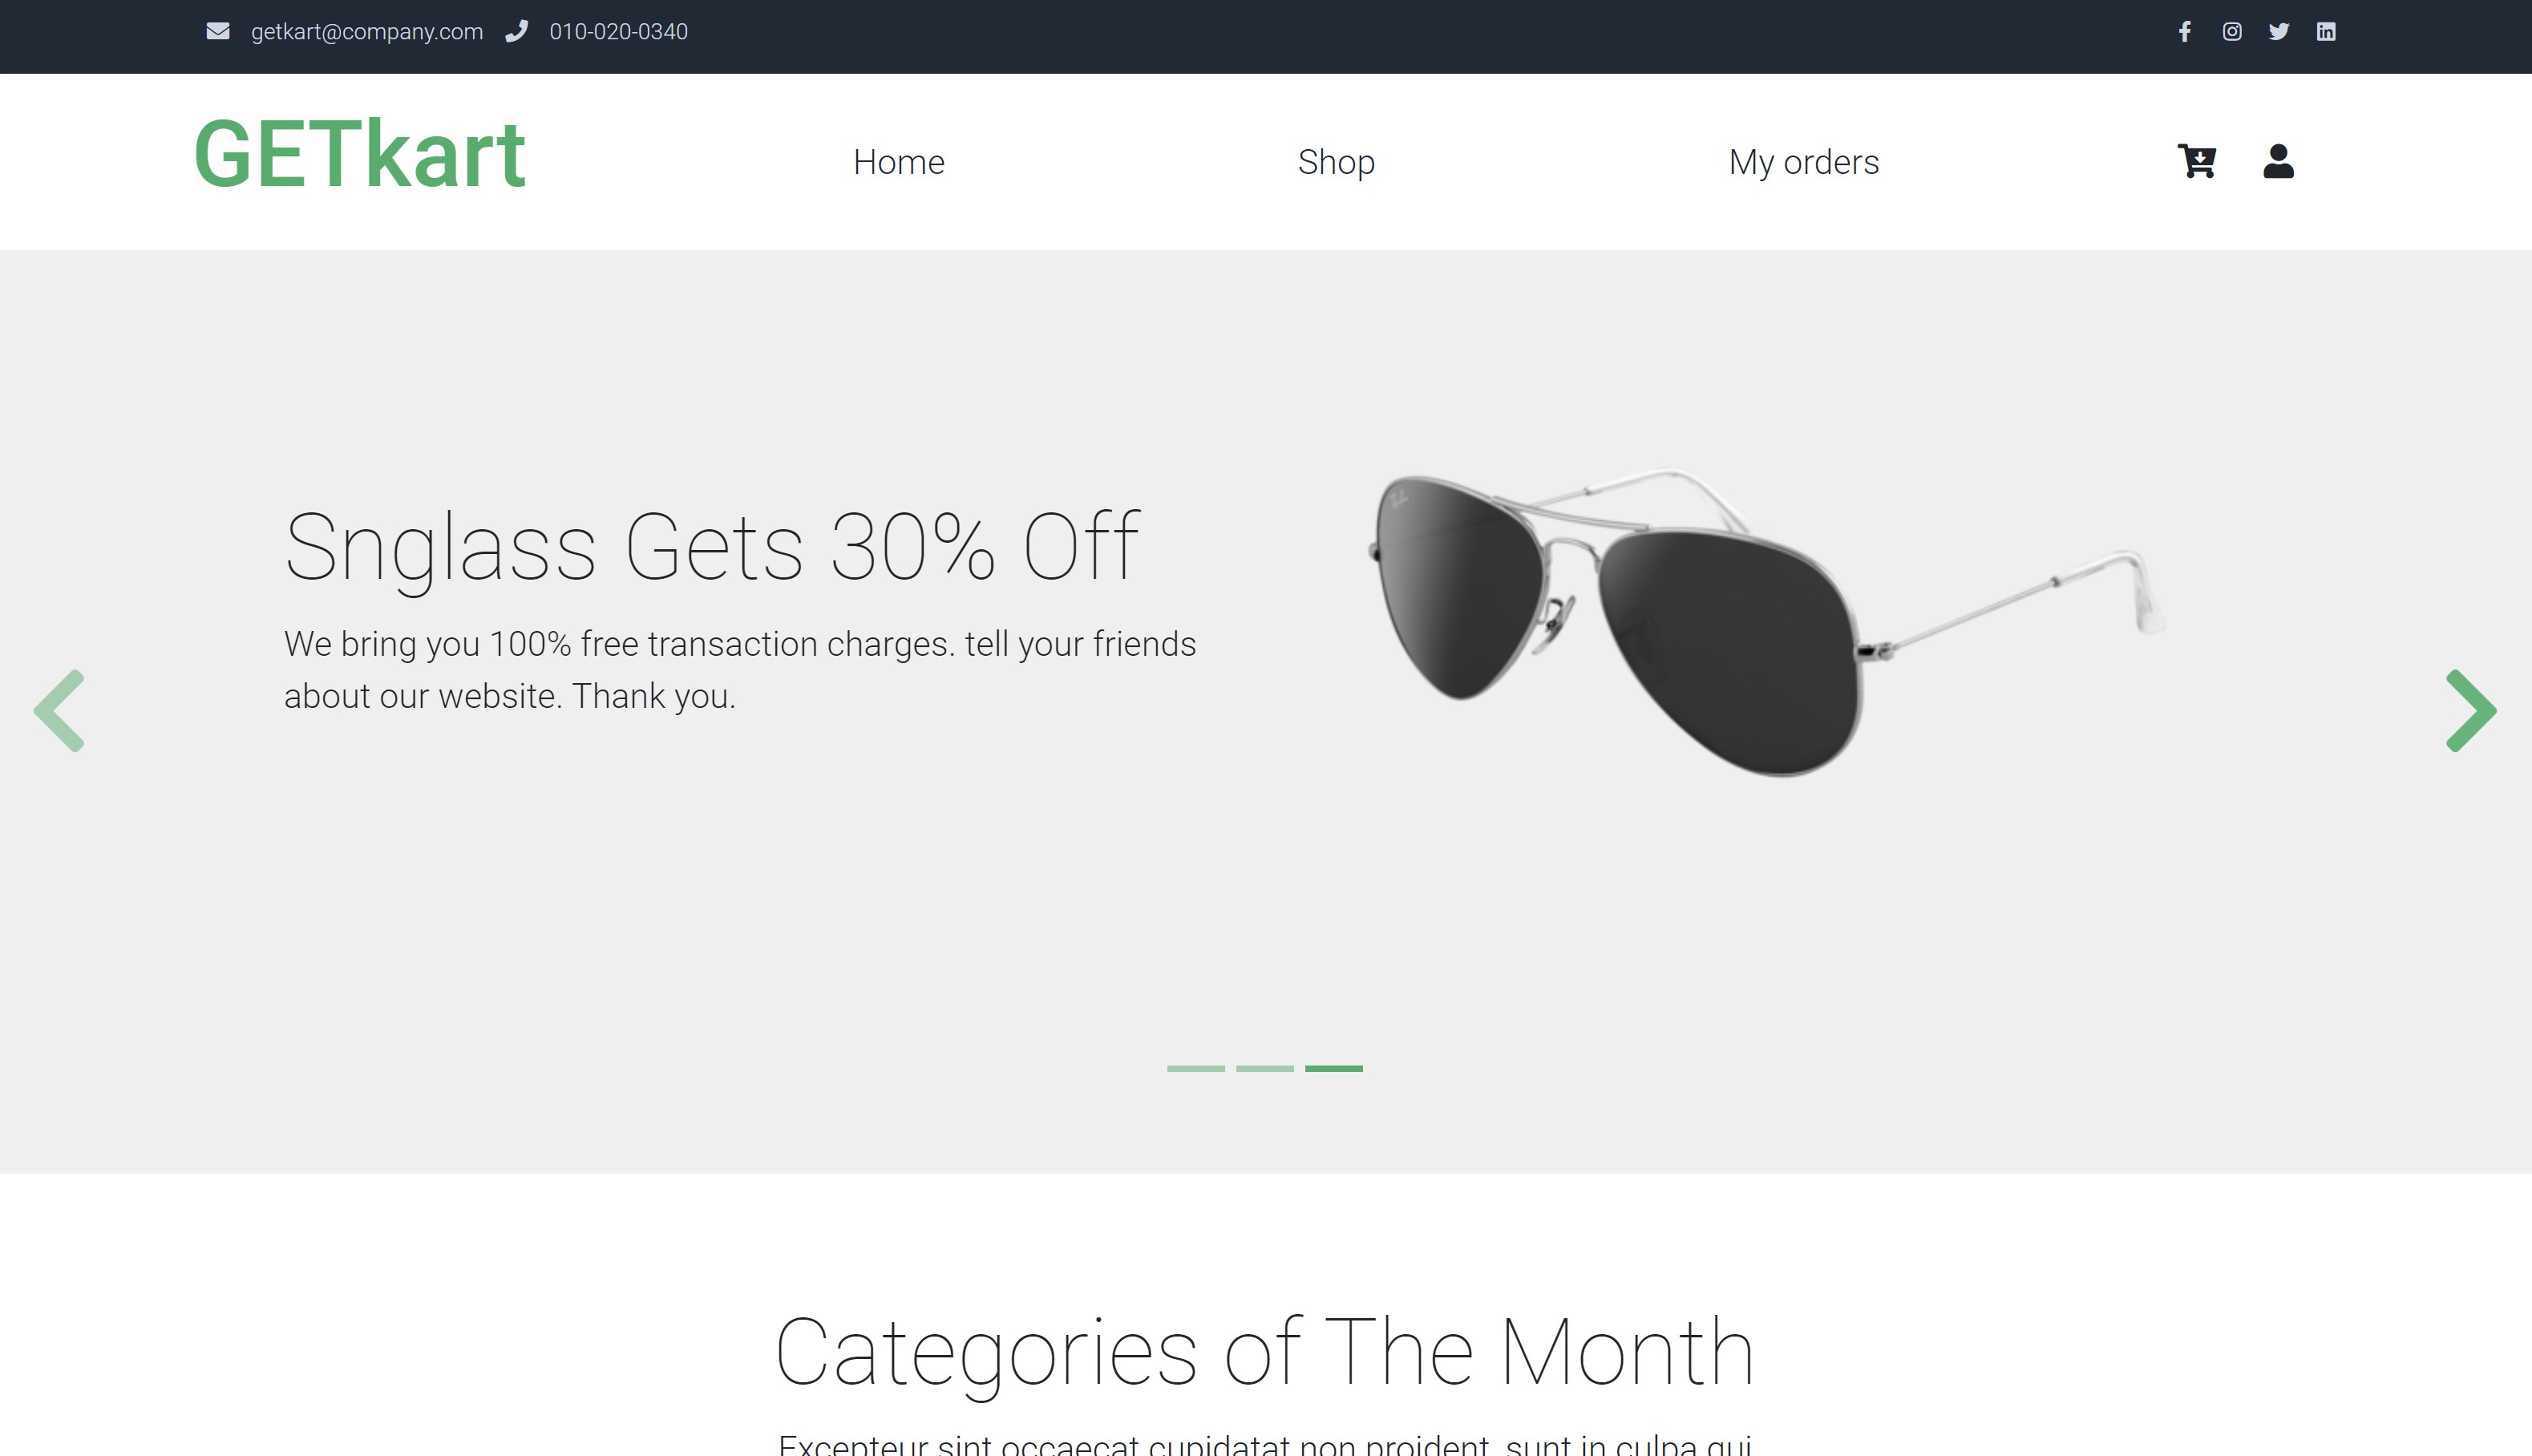 getkart@company.com 010-020-0340
GETkart
Home Shop My orders
Snglass Gets 30% Off
We bring you 100% free transaction charges. tell your friends
about our website. Thank you.
Categories of The Month
Excepteur sint occaecat cupidatat non proident, sunt in culpa qui